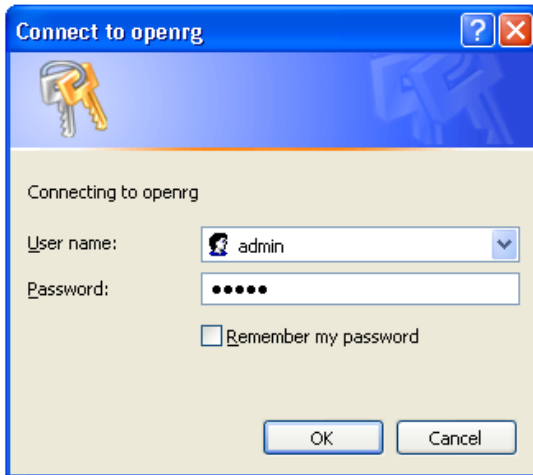 Connect to openrg
Connecting to openrg
User name:
admin
Password:
•••••
Remember my password
OK
Cancel